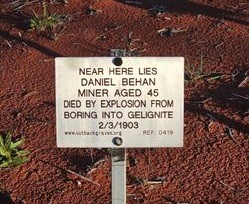 NEAR HERE LIES
DANIEL BEHAN
MINER AGED 45
DIED BY EXPLOSION FROM
BORING INTO GELIGNITE
2/3/1903
www.outbackgraves.org REF: 0419